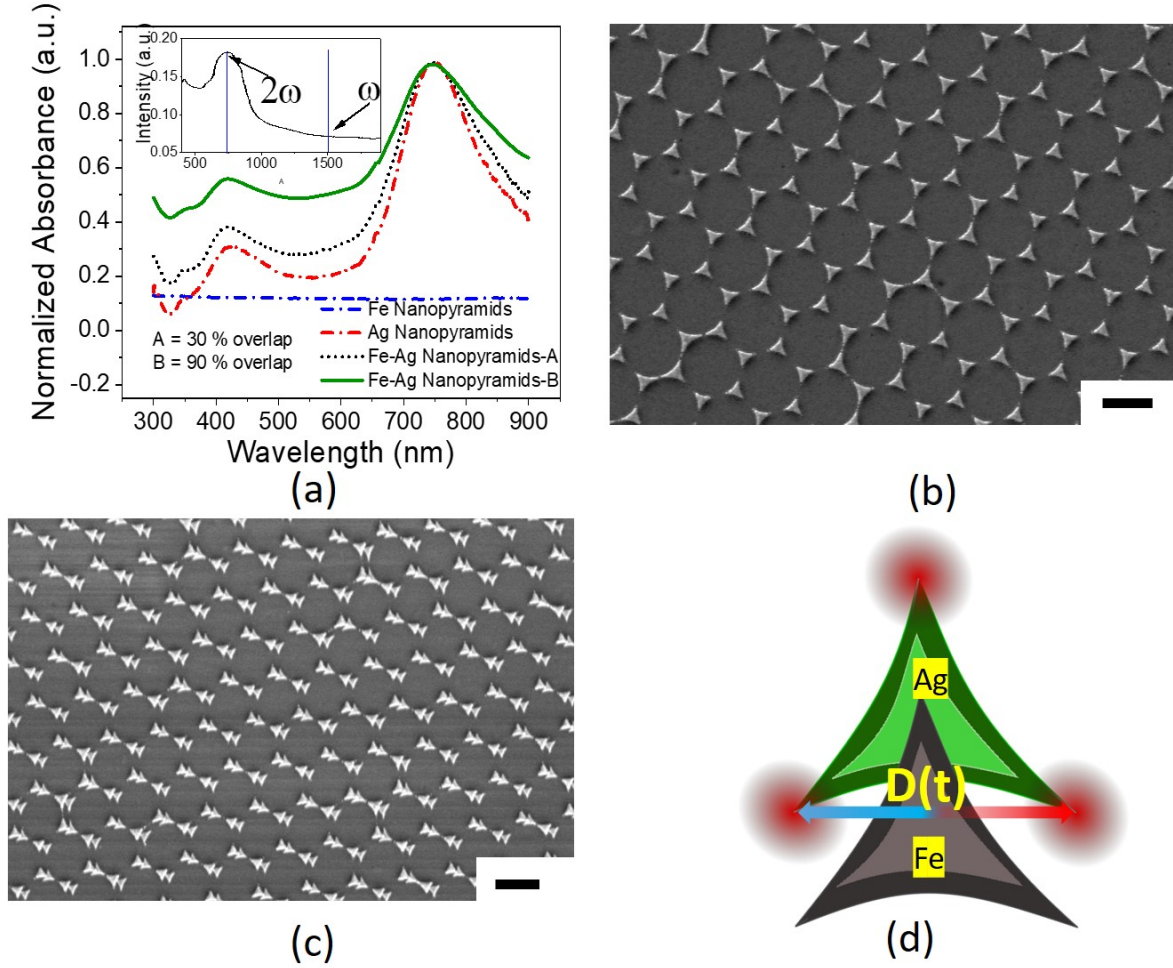 Normalized Absorbance (a.u.)
1.0
0.8
0.6
0.4
0.2
0.0
-0.2
Intensity (a.u.)
0.20
0.15
0.10
0.05
2ω
ω
500
1000
1500
A
A = 30 % overlap
B = 90 % overlap
Fe Nanopyramids
Ag Nanopyramids
Fe-Ag Nanopyramids-A
Fe-Ag Nanopyramids-B
300 400 500 600 700 800 900
Wavelength (nm)
(a)
(b)
(c)
Ag
D(t)
Fe
(d)